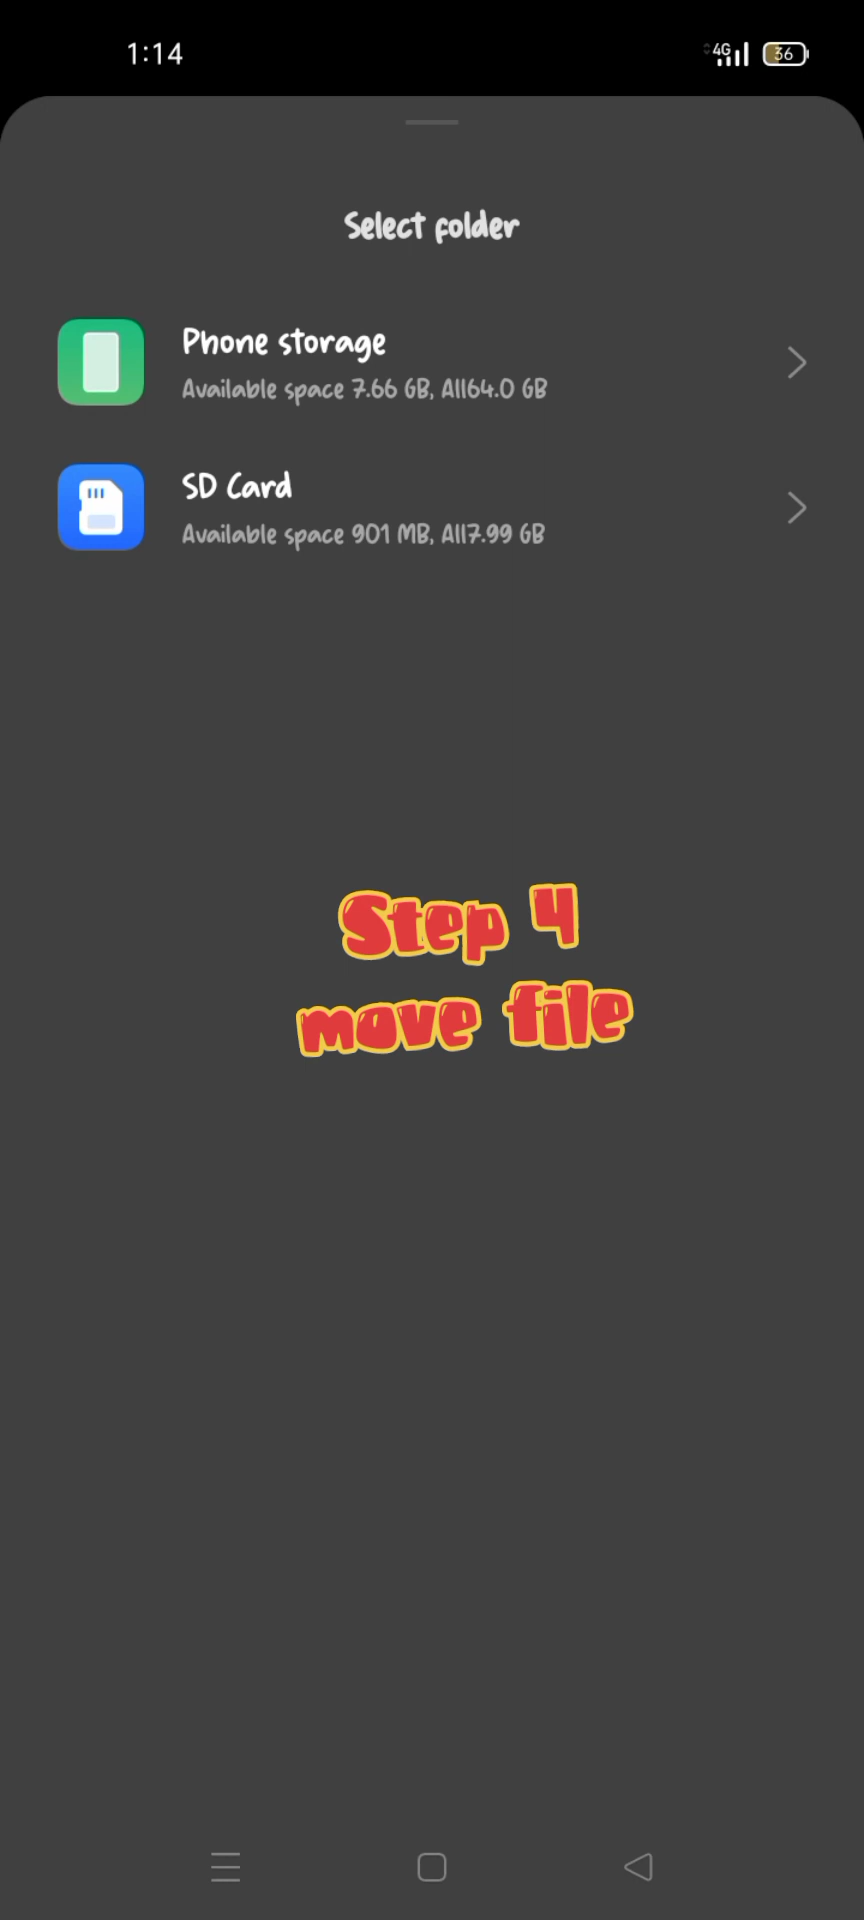 1:14
4G
36
Select folder
Phone storage
Available space 7.66 GB, All64.0 GB
SD Card
Available space 901 MB, All7.99 GB
Step 4
move file